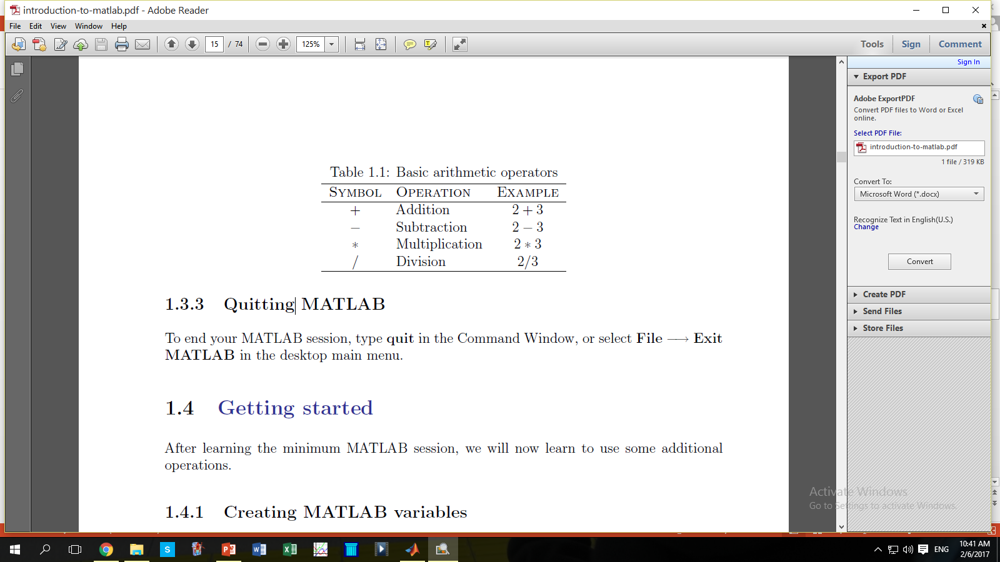 introduction-to-matlab.pdf - Adobe Reader
File Edit View Window Help
15 / 74 125% Tools Sign Comment
Sign In
Export PDF
Adobe ExportPDF
Convert PDF files to Word or Excel
online.
Select PDF File:
introduction-to-matlab.pdf
1 file / 319 KB
Convert To:
Microsoft Word (*.docx)
Recognize Text in English(U.S.)
Change
Convert
Create PDF
Send Files
Store Files
Table 1.1: Basic arithmetic operators
SYMBOL OPERATION EXAMPLE
+ Addition 2 + 3
− Subtraction 2 − 3
∗ Multiplication 2 ∗ 3
/ Division 2/3
1.3.3 Quitting MATLAB
To end your MATLAB session, type quit in the Command Window, or select File ⟶ Exit
MATLAB in the desktop main menu.
1.4 Getting started
After learning the minimum MATLAB session, we will now learn to use some additional
operations.
1.4.1 Creating MATLAB variables
Activate Windows
Go to Settings to activate Windows.
ENG
10:41 AM
2/6/2017